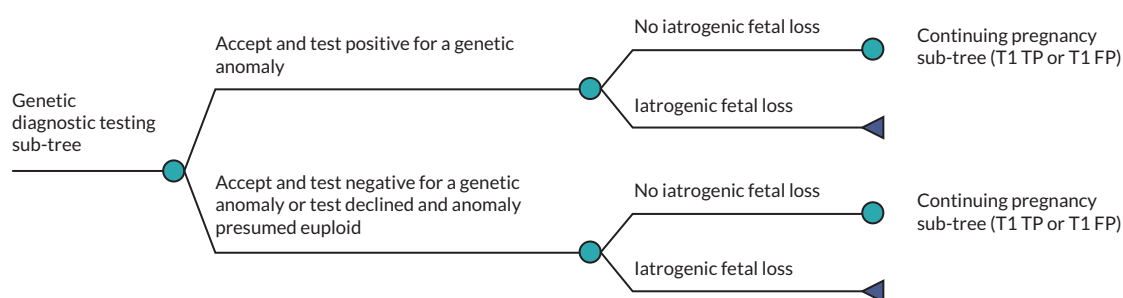 No iatrogenic fetal loss
Continuing pregnancy
sub-tree (T1 TP or T1 FP)
Accept and test positive for a genetic
anomaly
Iatrogenic fetal loss
Genetic
diagnostic testing
sub-tree
Accept and test negative for a genetic
anomaly or test declined and anomaly
presumed euploid
No iatrogenic fetal loss
Continuing pregnancy
sub-tree (T1 TP or T1 FP)
Iatrogenic fetal loss